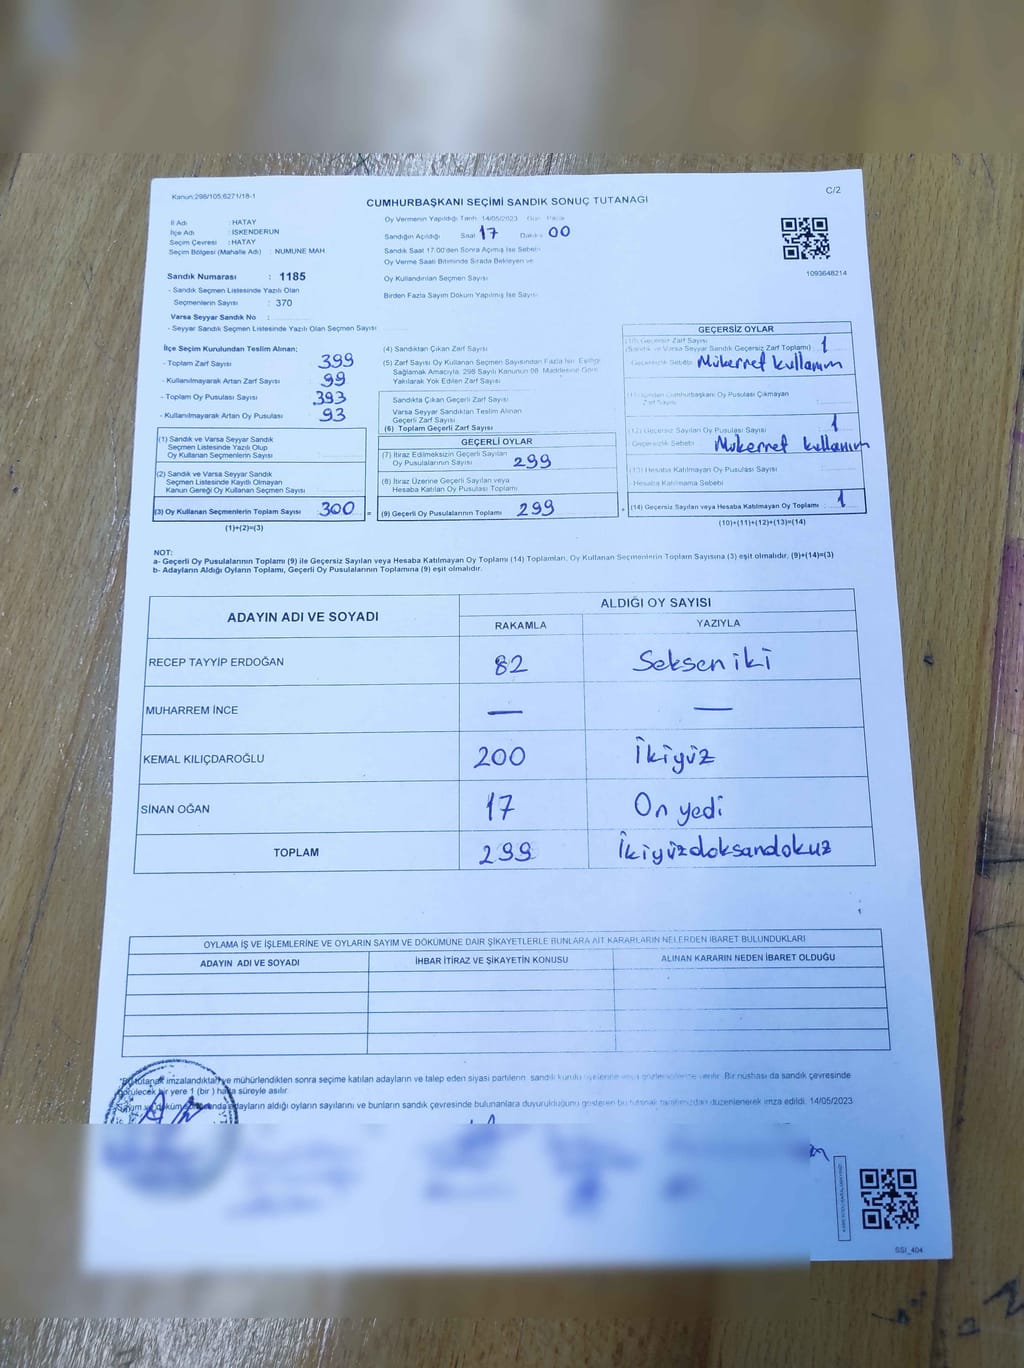 Kanun:298/105;6271/18-1
C/2
CUMHURBAŞKANI SEÇİMİ SANDIK SONUÇ TUTANAĞI
İl Adı : HATAY
İlçe Adı : İSKENDERUN
Seçim Çevresi : HATAY
Seçim Bölgesi (Mahalle Adı) : NUMUNE MAH
Sandık Numarası : 1185
- Sandık Seçmen Listesinde Yazılı Olan
Seçmenlerin Sayısı : 370
Varsa Seyyar Sandık No :
- Seyyar Sandık Seçmen Listesinde Yazılı Olan Seçmen Sayısı
Oy Vermenin Yapıldığı Tarih 14/05/2023 Gün Pazar
Sandığın Açıldığı Saat 17 Dakika 00
Sandık Saat 17:00'den Sonra Açımış İse Sebebi
Oy Verme Saati Bitiminde Sırada Bekleyen ve
Oy Kullandırılan Seçmen Sayısı
Birden Fazla Sayım Döküm Yapılmış İse Sayısı
1093648214
İlçe Seçim Kurulundan Teslim Alınan;
- Toplam Zarf Sayısı 399
- Kullanılmayarak Artan Zarf Sayısı 99
- Toplam Oy Pusulası Sayısı 393
- Kullanılmayarak Artan Oy Pusulası 93
(1) Sandık ve Varsa Seyyar Sandık
Seçmen Listesinde Yazılı Olup
Oy Kullanan Seçmenlerin Sayısı
(2) Sandık ve Varsa Seyyar Sandık
Seçmen Listesinde Kayıtlı Olmayan
Kanun Gereği Oy Kullanan Seçmen Sayısı
(3) Oy Kullanan Seçmenlerin Toplam Sayısı 300 =
(1)+(2)=(3)
(4) Sandıktan Çıkan Zarf Sayısı
(5) Zarf Sayısı Oy Kullanan Seçmen Sayısından Fazla İse, Eşitliği
Sağlamak Amacıyla, 298 Sayılı Kanunun 98. Maddesine Göre
Yakılarak Yok Edilen Zarf Sayısı
Sandıkta Çıkan Geçerli Zarf Sayısı
Varsa Seyyar Sandıktan Teslim Alınan
Geçerli Zarf Sayısı
(6) Toplam Geçerli Zarf Sayısı
GEÇERLİ OYLAR
(7) İtiraz Edilmeksizin Geçerli Sayılan
Oy Pusulalarının Sayısı 299
(8) İtiraz Üzerine Geçerli Sayılan veya
Hesaba Katılan Oy Pusulası Toplamı
(9) Geçerli Oy Pusulalarının Toplamı 299 +
GEÇERSİZ OYLAR
(10) Geçersiz Zarf Sayısı
(Sandık ve Varsa Seyyar Sandık Geçersiz Zarf Toplamı) : 1
Geçersizlik Sebebi: Mükerret kullanım
Oy Pusulası Çıkmayan
Zarf Sayısı
(12) Geçersiz Sayılan Oy Pusulası Sayısı 1
Geçersizlik Sebebi: Mükerret kullanım
(13) Hesaba Katılmayan Oy Pusulası Sayısı
Hesaba Katılmama Sebebi
(14) Geçersiz Sayılan veya Hesaba Katılmayan Oy Toplamı : 1
(10)+(11)+(12)+(13)=(14)
NOT:
a- Geçerli Oy Pusulalarının Toplamı (9) ile Geçersiz Sayılan veya Hesaba Katılmayan Oy Toplamı (14) Toplamları, Oy Kullanan Seçmenlerin Toplam Sayısına (3) eşit olmalıdır, (9)+(14)=(3)
b- Adayların Aldığı Oyların Toplamı, Geçerli Oy Pusulalarının Toplamına (9) eşit olmalıdır.
ADAYIN ADI VE SOYADI
ALDIĞI OY SAYISI
RAKAMLA YAZIYLA
RECEP TAYYİP ERDOĞAN 82 Seksen iki
MUHARREM İNCE — —
KEMAL KILIÇDAROĞLU 200 İkiyüz
SİNAN OĞAN 17 On yedi
TOPLAM 299 İkiyüzdoksandokuz
1
OYLAMA İŞ VE İŞLEMLERİNE VE OYLARIN SAYIM VE DÖKÜMÜNE DAİR ŞİKAYETLERLE BUNLARA AİT KARARLARIN NELERDEN İBARET BULUNDUKLARI
ADAYIN ADI VE SOYADI İHBAR İTİRAZ VE ŞİKAYETİN KONUSU ALINAN KARARIN NEDEN İBARET OLDUĞU
imzalandıktan ve mühürlendikten sonra seçime katılan adayların ve talep eden siyasi partilerin, sandık kurulu üyelerine veya gözlemcilerine verilir. Bir nüshası da sandık çevresinde
görülecek bir yere 1 (bir) hafta süreyle asılır.
adayların aldığı oyların sayılarını ve bunların sandık çevresinde bulunanlara duyurulduğunu gösteren bu tutanak tarafımızdan düzenlenerek imza edildi. 14/05/2023
SSI_404